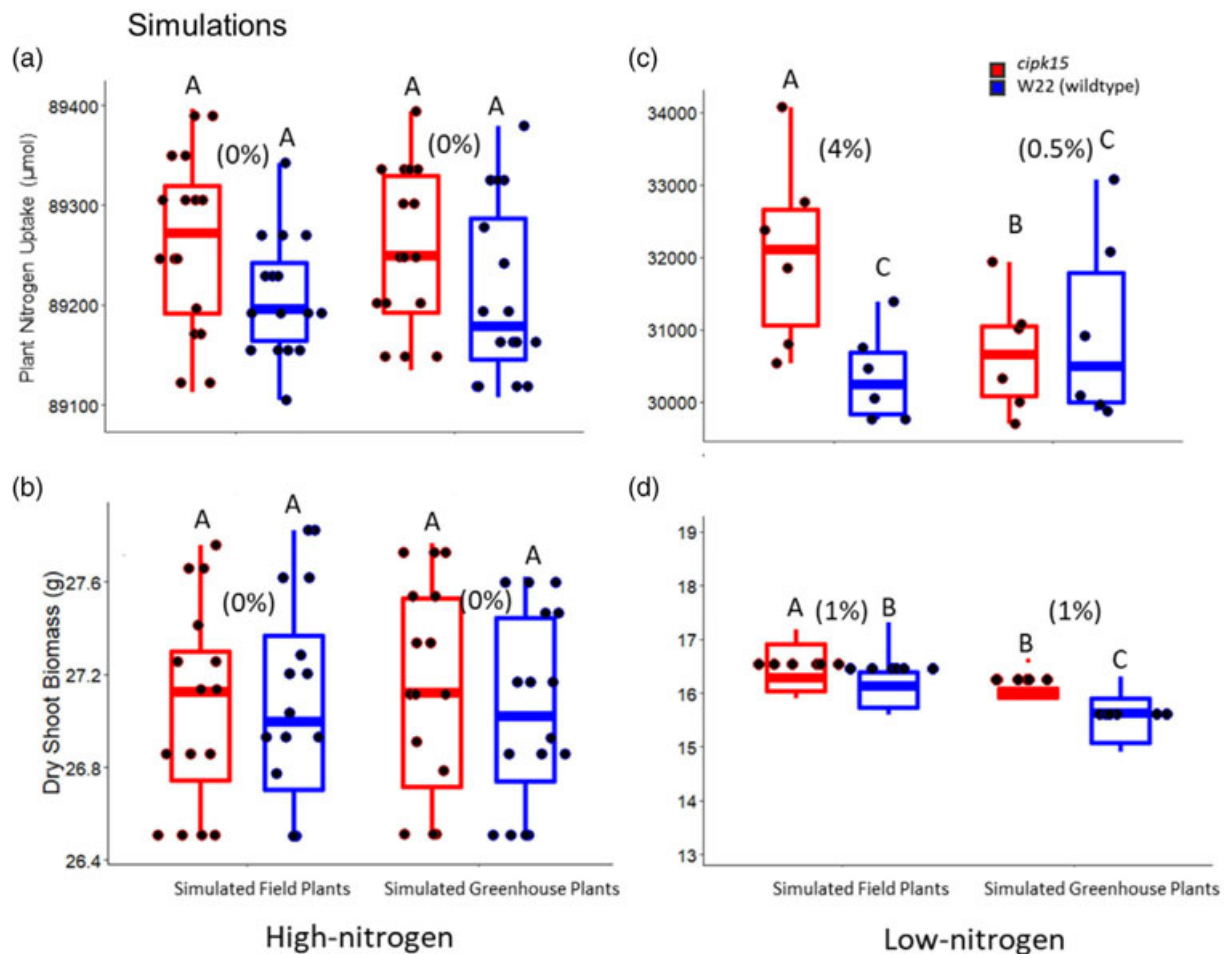 Simulations
(a)
Plant Nitrogen Uptake (µmol)
89400
89300
89200
89100
A
(0%)
A
A
(0%)
A
(c)
cipk15
W22 (wildtype)
34000
33000
32000
31000
30000
A
(4%)
C
B
(0.5%)
C
(b)
Dry Shoot Biomass (g)
27.6
27.2
26.8
26.4
A
(0%)
A
A
(0%)
A
Simulated Field Plants
Simulated Greenhouse Plants
High-nitrogen
(d)
19
18
17
16
15
14
13
A
(1%)
B
B
(1%)
C
Simulated Field Plants
Simulated Greenhouse Plants
Low-nitrogen